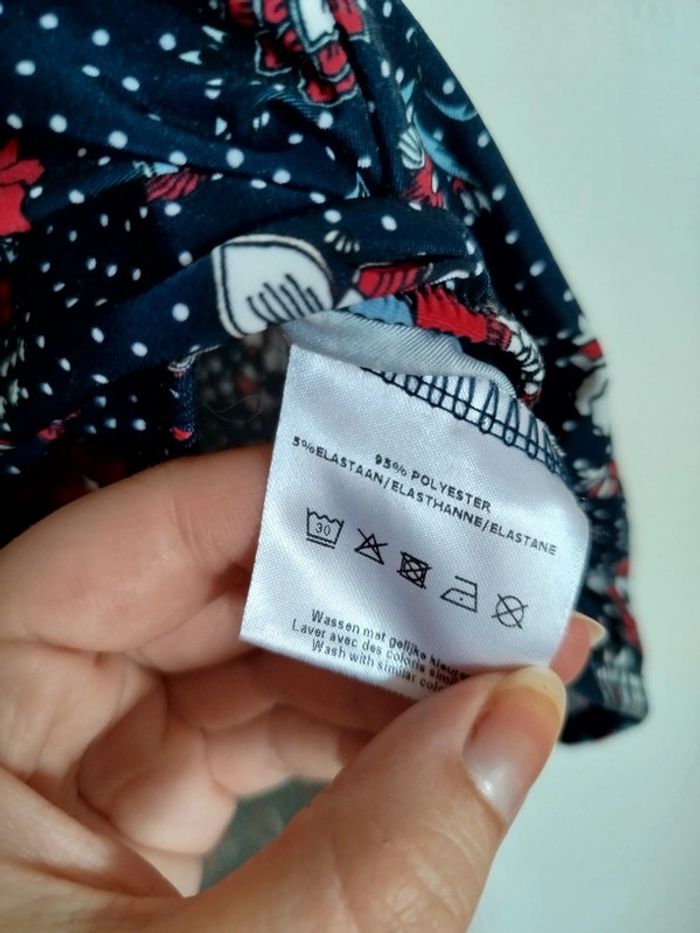 95% POLYESTER
5%ELASTAAN/ELASTHANNE/ELASTANE
30
Wassen met gelijke
Laver avec des coloris
Wash with similar